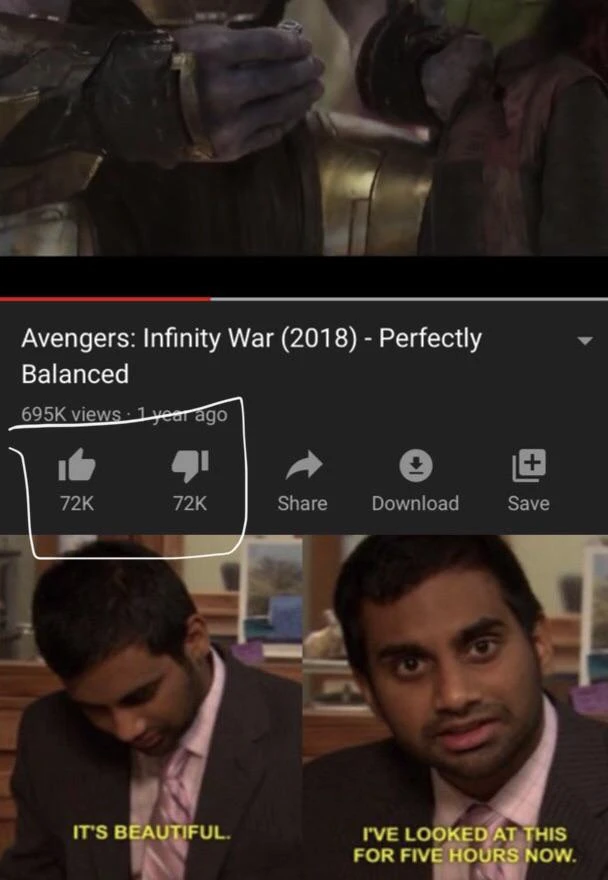 Avengers: Infinity War (2018) - Perfectly
Balanced
695K views · 1 year ago
72K 72K Share Download Save
IT'S BEAUTIFUL.
I'VE LOOKED AT THIS
FOR FIVE HOURS NOW.